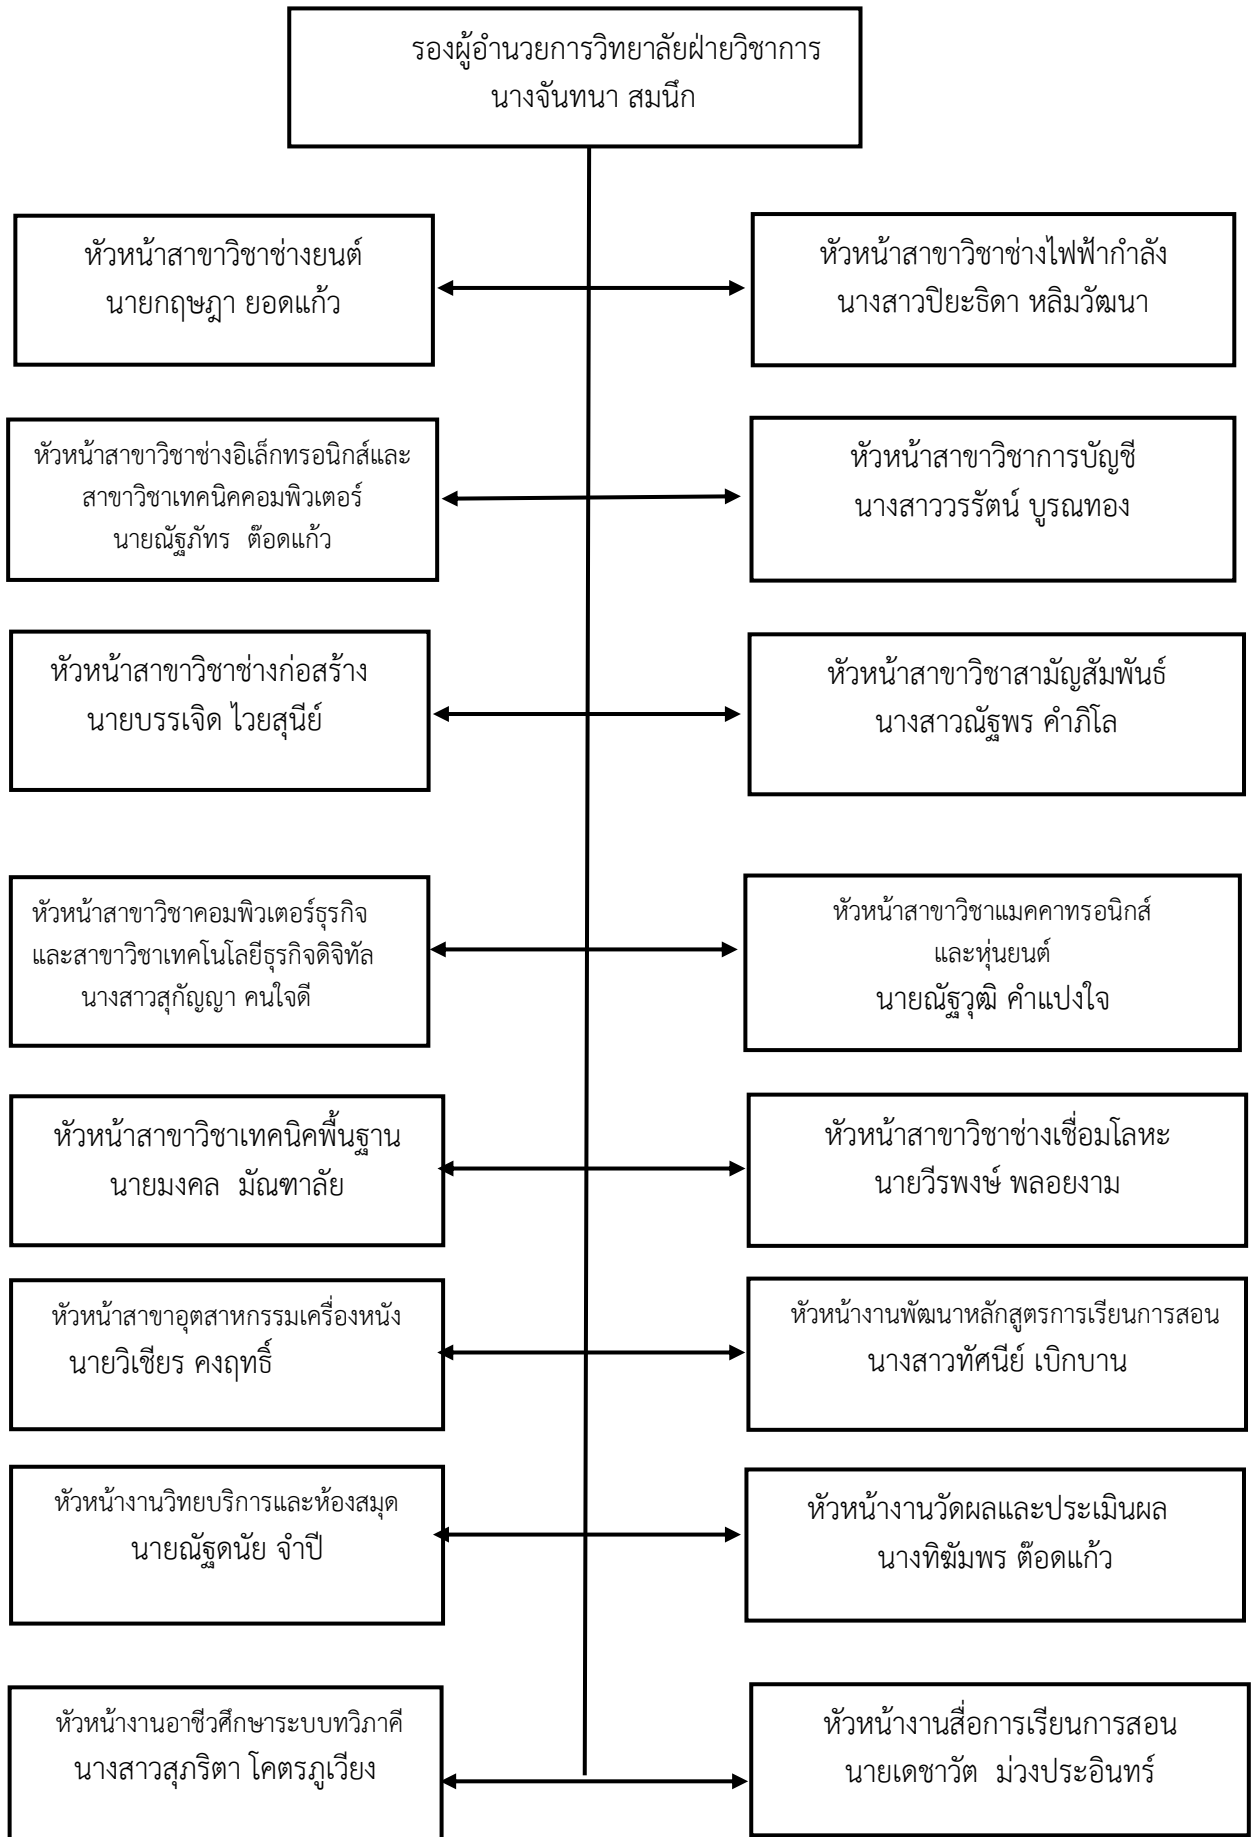 รองผู้อำนวยการวิทยาลัยฝ่ายวิชาการ
นางจันทนา สมนึก
หัวหน้าสาขาวิชาช่างยนต์
นายกฤษฎา ยอดแก้ว
หัวหน้าสาขาวิชาช่างไฟฟ้ากำลัง
นางสาวปิยะธิดา หลิมวัฒนา
หัวหน้าสาขาวิชาช่างอิเล็กทรอนิกส์และ
สาขาวิชาเทคนิคคอมพิวเตอร์
นายณัฐภัทร  ต๊อดแก้ว
หัวหน้าสาขาวิชาการบัญชี
นางสาววรรัตน์ บูรณทอง
หัวหน้าสาขาวิชาช่างก่อสร้าง
นายบรรเจิด ไวยสุนีย์
หัวหน้าสาขาวิชาสามัญสัมพันธ์
นางสาวณัฐพร คำภิโล
หัวหน้าสาขาวิชาคอมพิวเตอร์ธุรกิจ
และสาขาวิชาเทคโนโลยีธุรกิจดิจิทัล
นางสาวสุกัญญา คนใจดี
หัวหน้าสาขาวิชาแมคคาทรอนิกส์
และหุ่นยนต์
นายณัฐวุฒิ คำแปงใจ
หัวหน้าสาขาวิชาเทคนิคพื้นฐาน
นายมงคล  มัณฑาลัย
หัวหน้าสาขาวิชาช่างเชื่อมโลหะ
นายวีรพงษ์ พลอยงาม
หัวหน้าสาขาอุตสาหกรรมเครื่องหนัง
นายวิเชียร คงฤทธิ์
หัวหน้างานพัฒนาหลักสูตรการเรียนการสอน
นางสาวทัศนีย์ เบิกบาน
หัวหน้างานวิทยบริการและห้องสมุด
นายณัฐดนัย จำปี
หัวหน้างานวัดผลและประเมินผล
นางทิฆัมพร ต๊อดแก้ว
หัวหน้างานอาชีวศึกษาระบบทวิภาคี
นางสาวสุภริตา โคตรภูเวียง
หัวหน้างานสื่อการเรียนการสอน
นายเดชาวัต  ม่วงประอินทร์